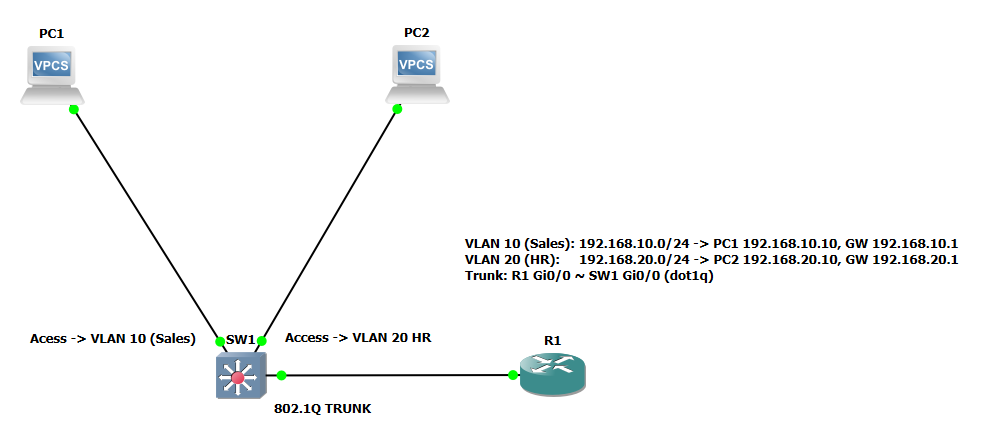 PC1
PC2
VPCS
VPCS
VLAN 10 (Sales): 192.168.10.0/24 -> PC1 192.168.10.10, GW 192.168.10.1
VLAN 20 (HR): 192.168.20.0/24 -> PC2 192.168.20.10, GW 192.168.20.1
Trunk: R1 Gi0/0 ~ SW1 Gi0/0 (dot1q)
Acess -> VLAN 10 (Sales)
SW1
Access -> VLAN 20 HR
R1
802.1Q TRUNK